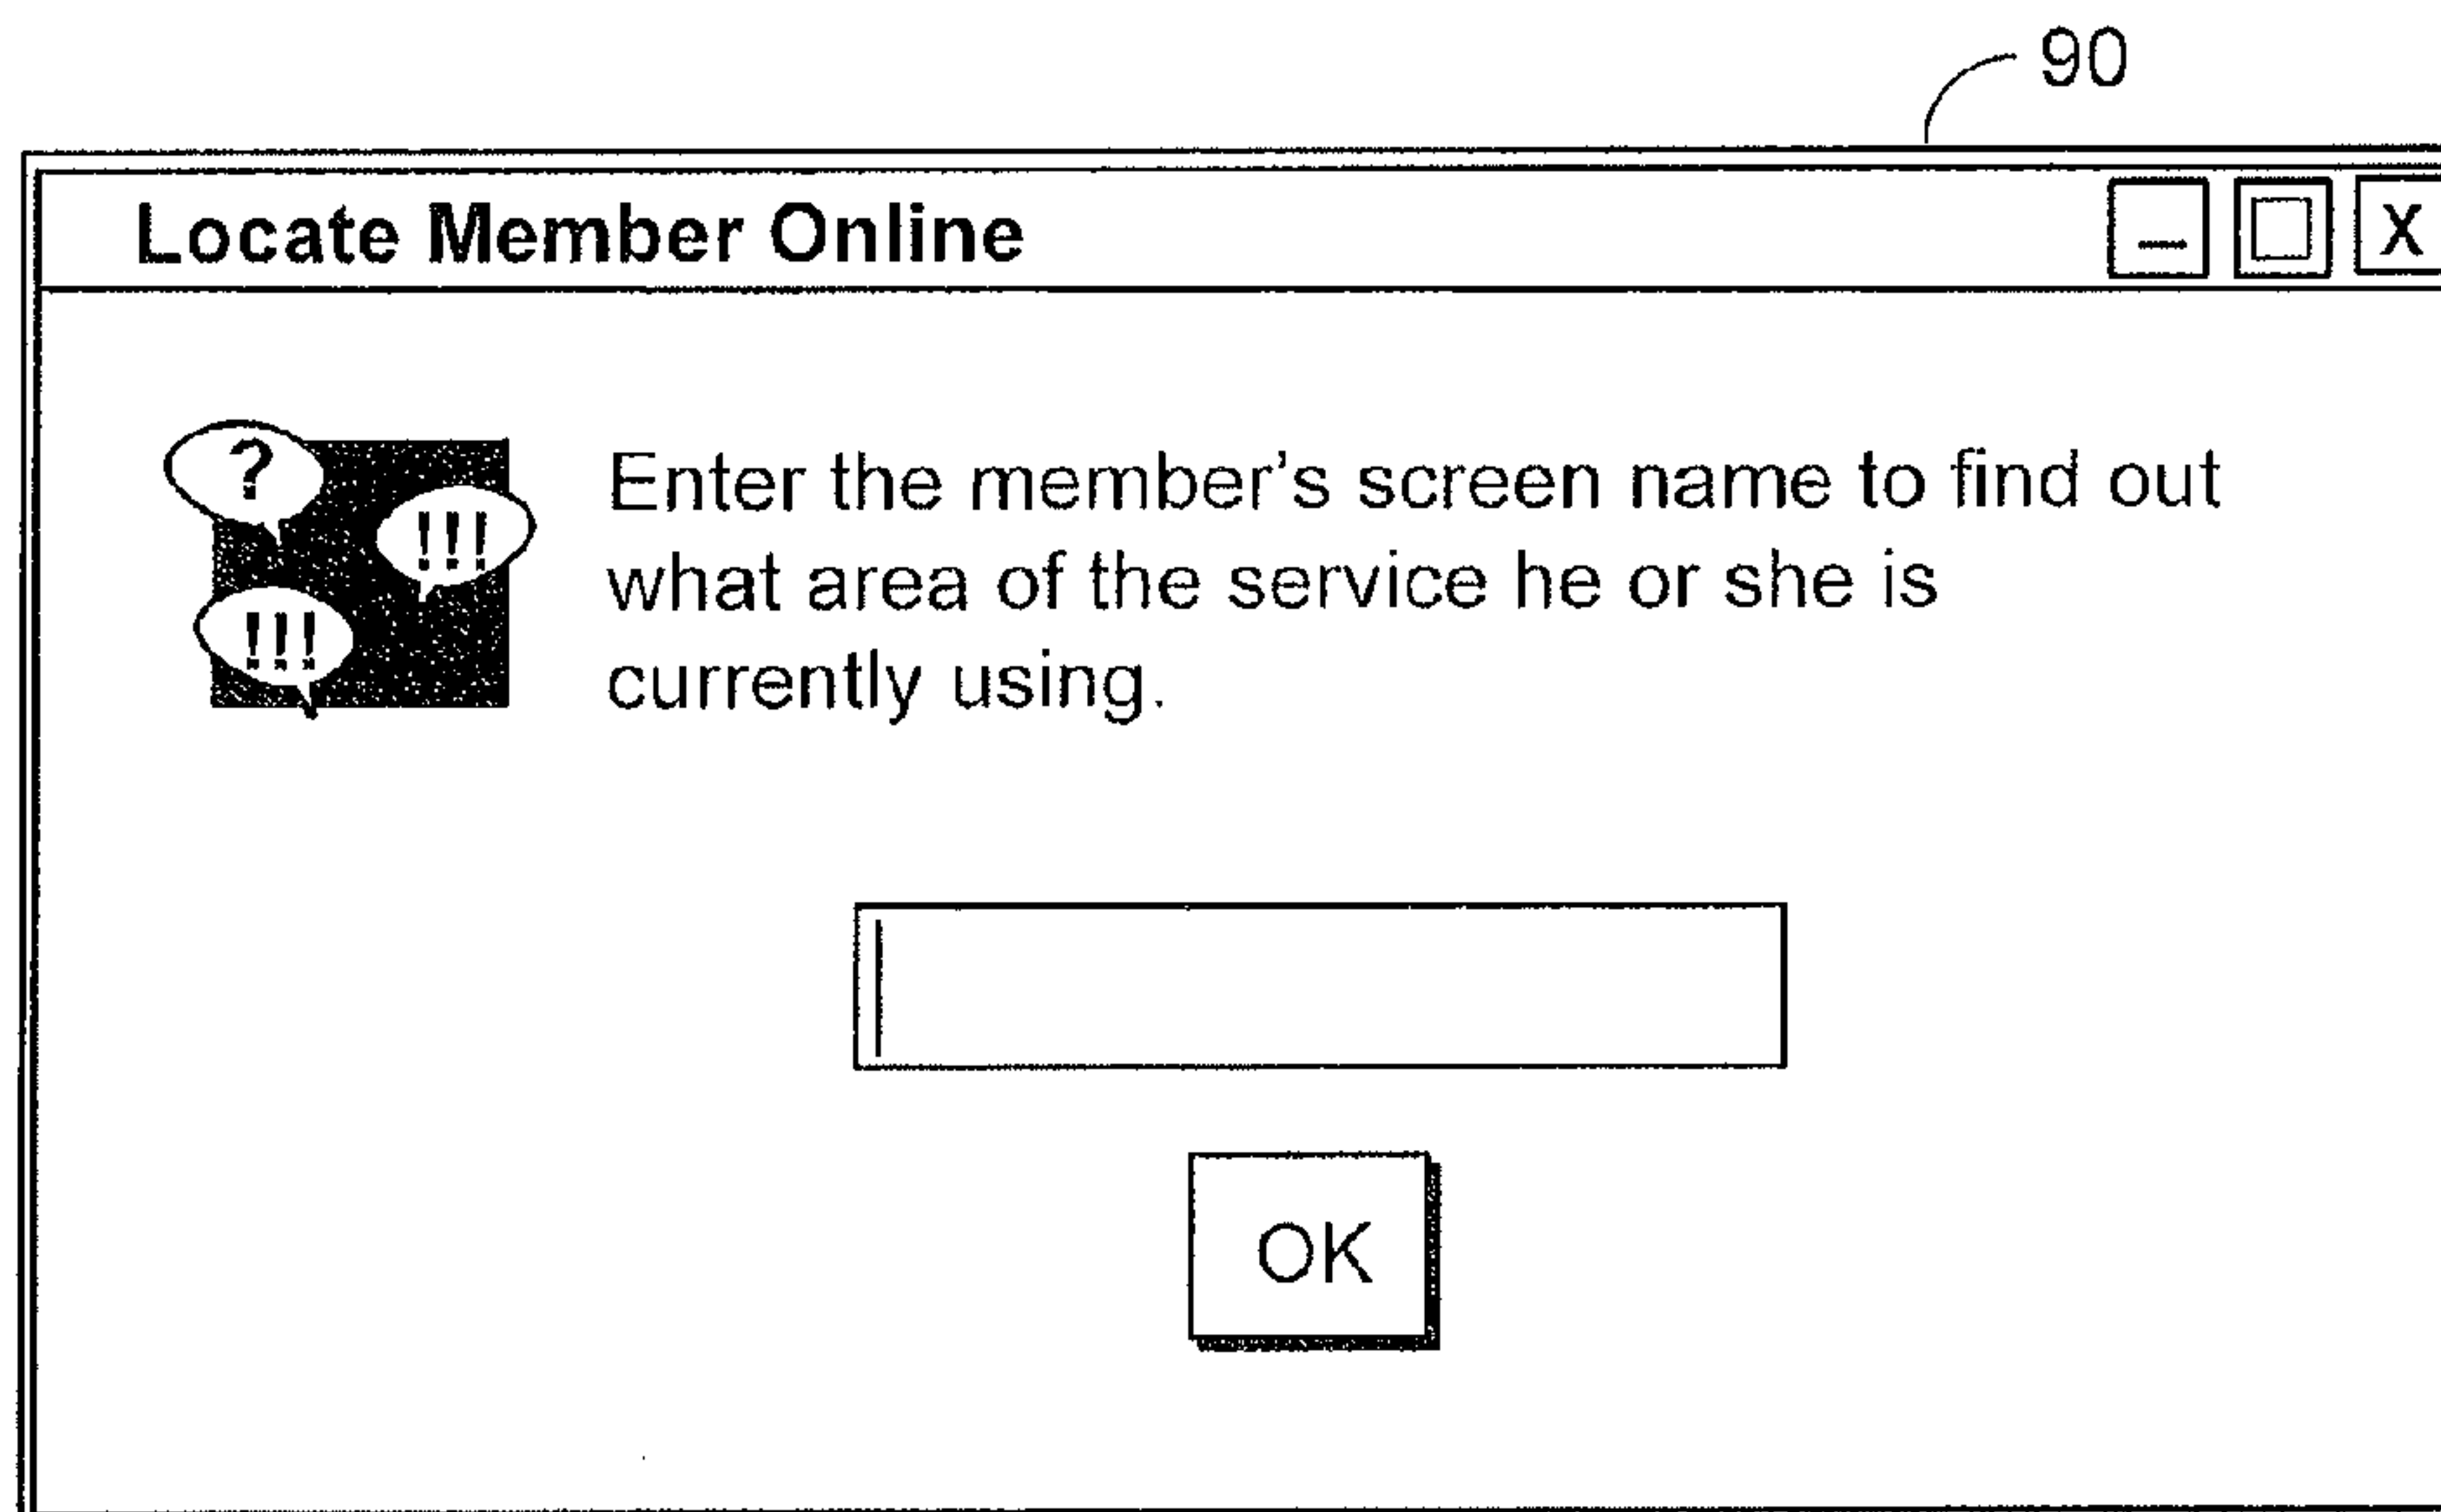 90
Locate Member Online
– X
?
!!!
!!!
Enter the member's screen name to find out
what area of the service he or she is
currently using.
OK